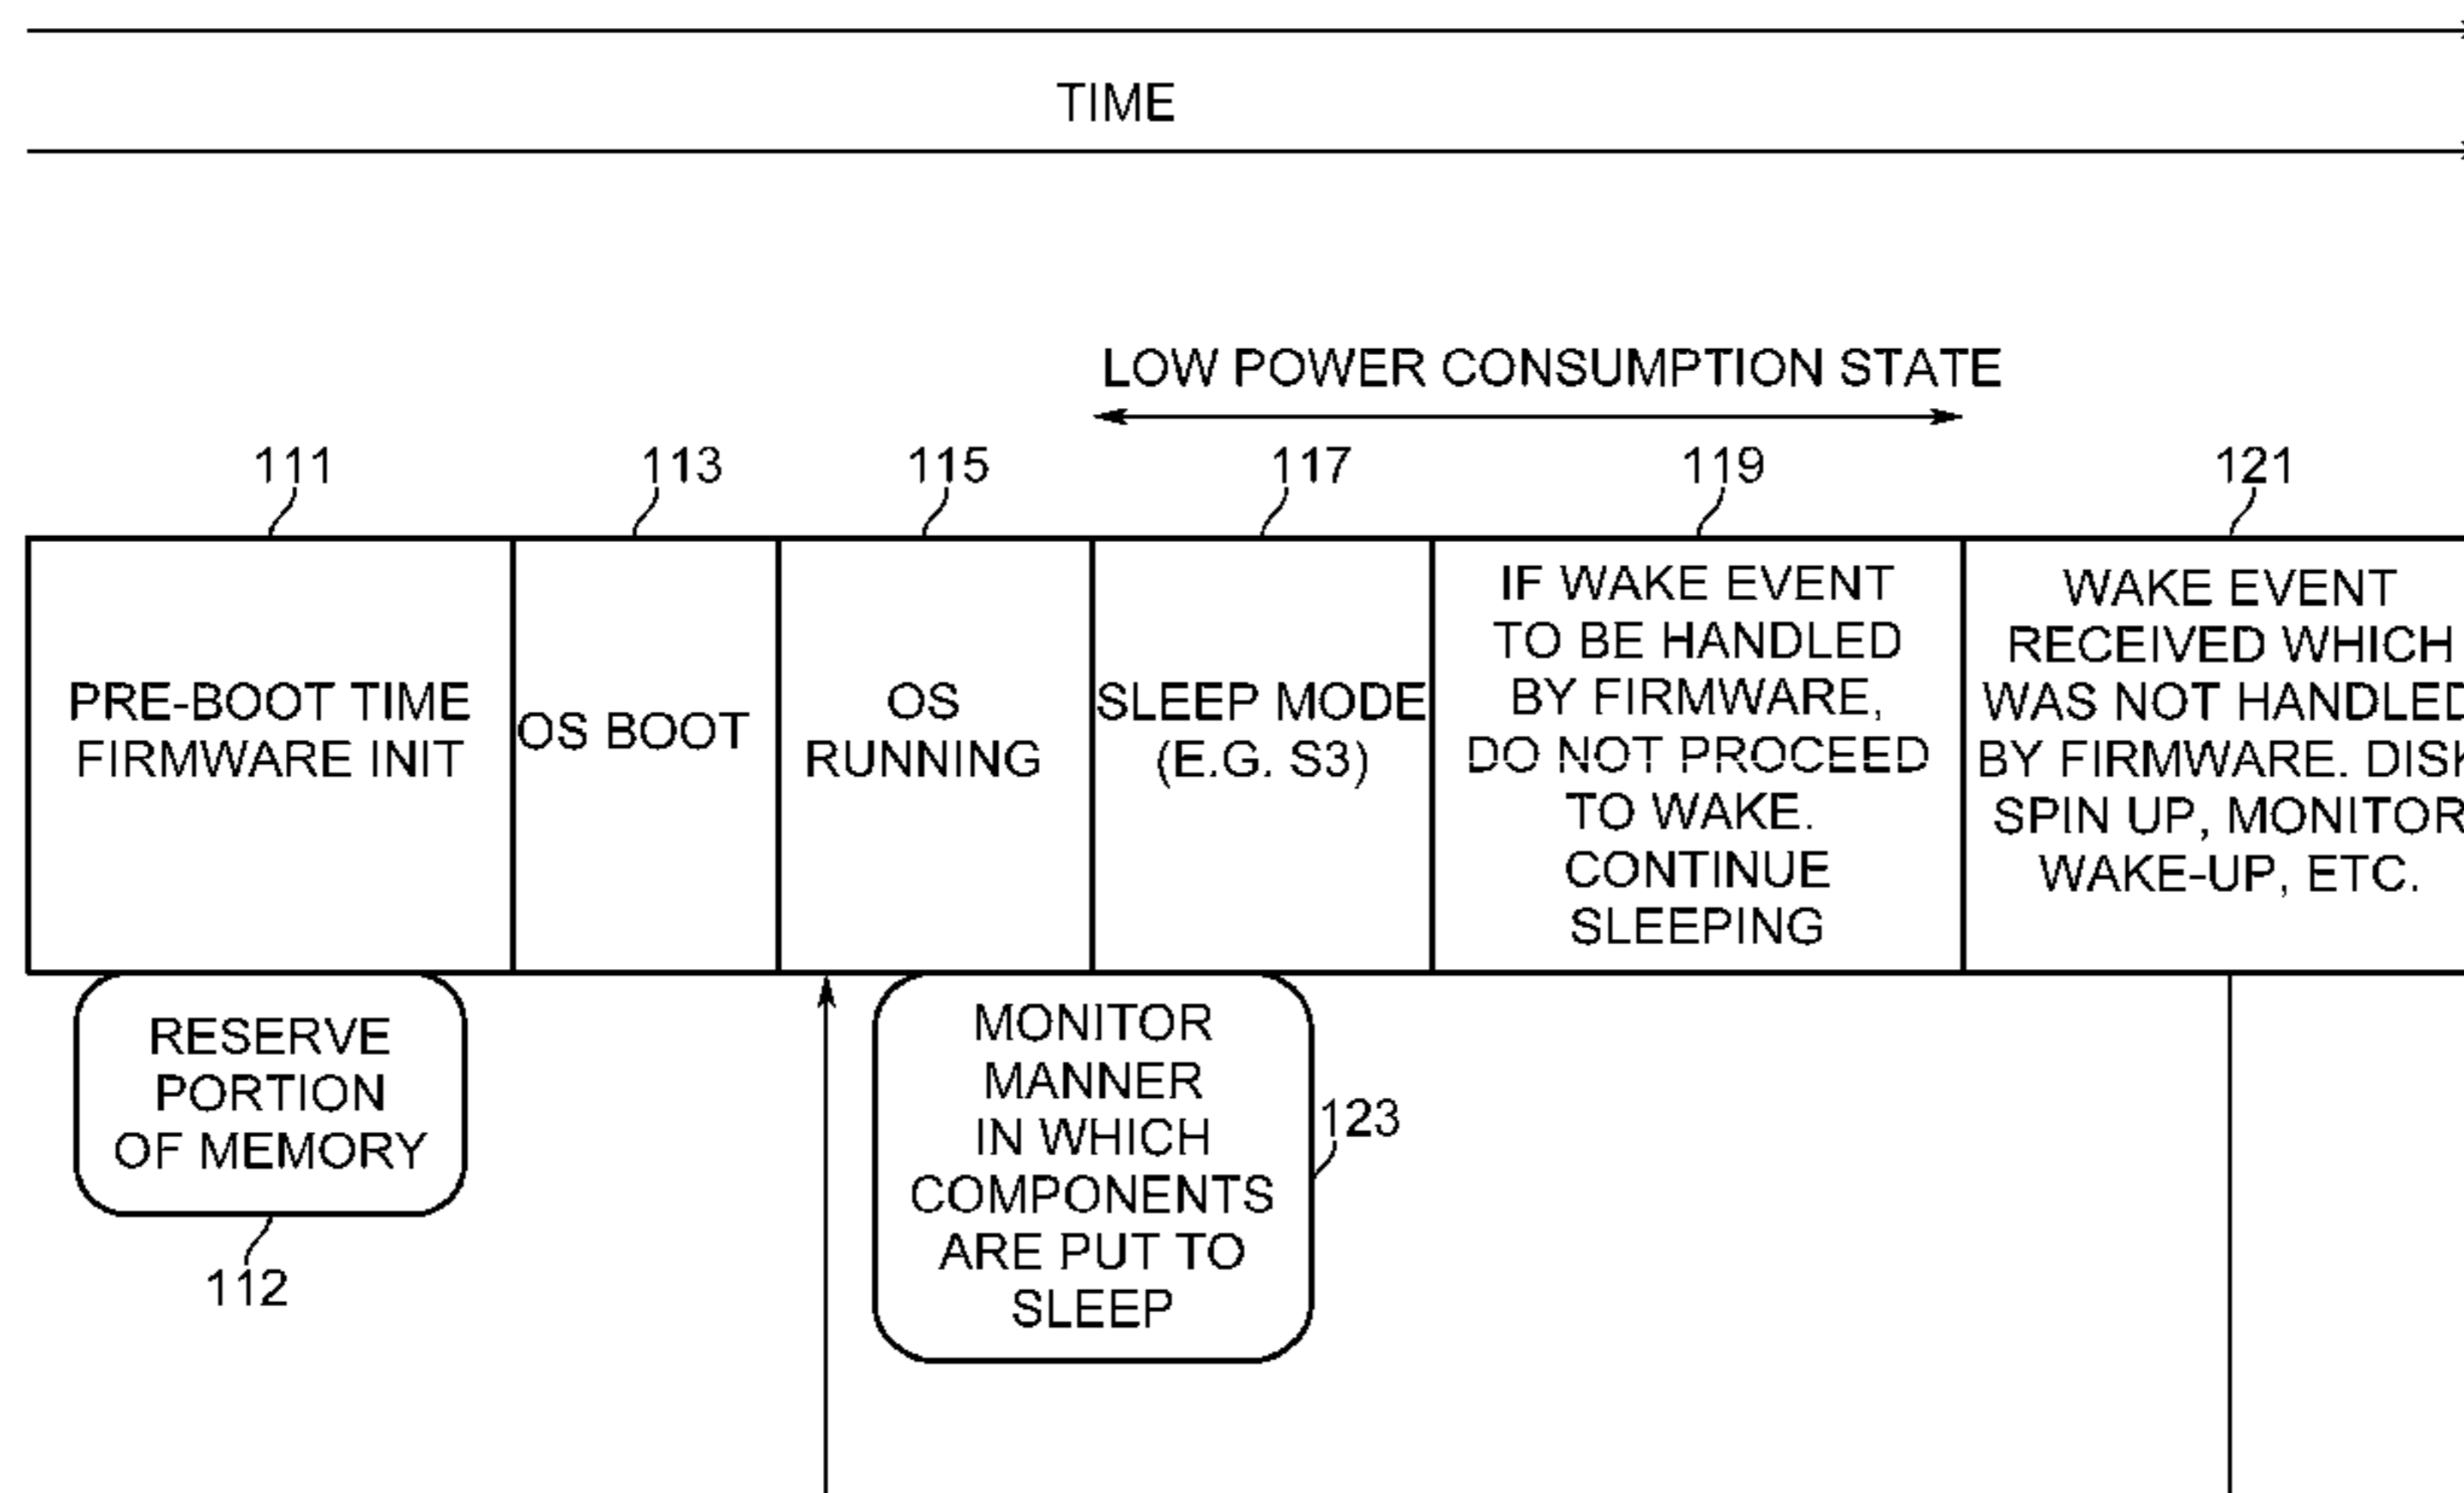 TIME
LOW POWER CONSUMPTION STATE
111
113
115
117
119
121
PRE-BOOT TIME
FIRMWARE INIT
OS BOOT
OS
RUNNING
SLEEP MODE
(E.G. S3)
IF WAKE EVENT
TO BE HANDLED
BY FIRMWARE,
DO NOT PROCEED
TO WAKE.
CONTINUE
SLEEPING
WAKE EVENT
RECEIVED WHICH
WAS NOT HANDLED
BY FIRMWARE. DISK
SPIN UP, MONITOR
WAKE-UP, ETC.
RESERVE
PORTION
OF MEMORY
112
MONITOR
MANNER
IN WHICH
COMPONENTS
ARE PUT TO
SLEEP
123